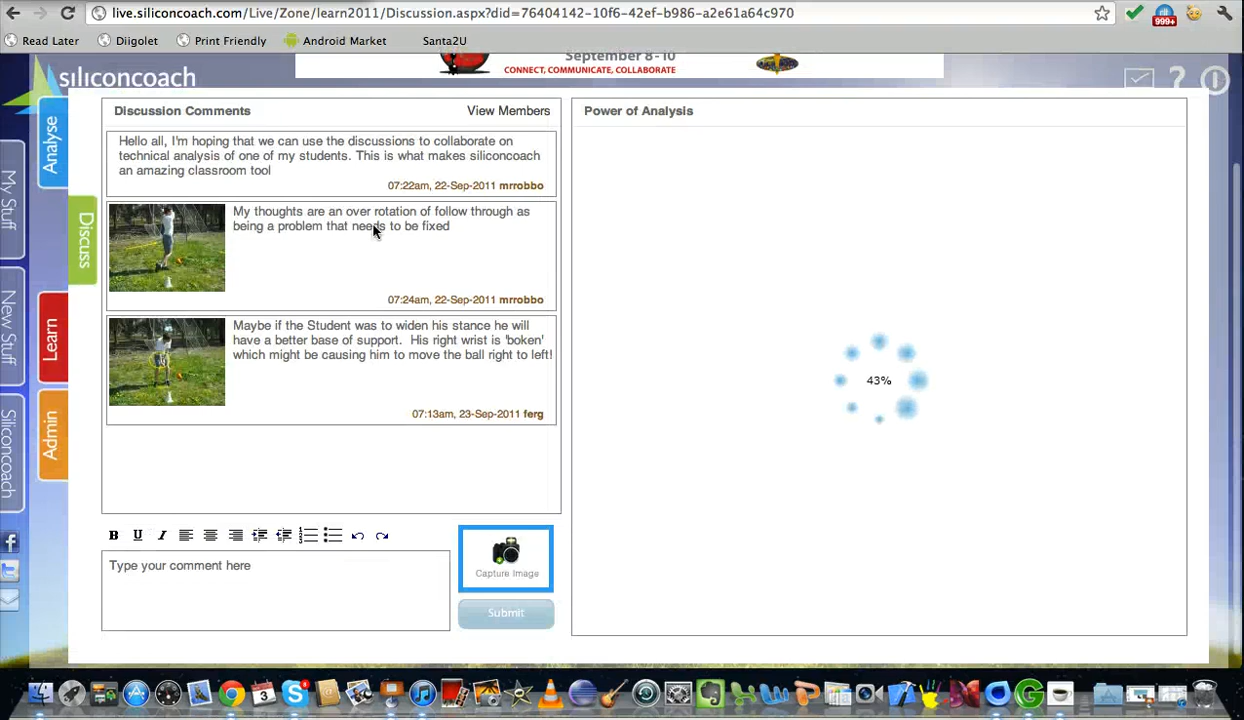 live.siliconcoach.com/Live/Zone/learn2011/Discussion.aspx?did=76404142-10f6-42ef-b986-a2e61a64c970
999+
Read Later
Diigolet
Print Friendly
Android Market
Santa2U
September 8-10
CONNECT, COMMUNICATE, COLLABORATE
siliconcoach
?
My Stuff
New Stuff
Siliconcoach
Analyse
Discuss
Learn
Admin
Discussion Comments
View Members
Hello all, I'm hoping that we can use the discussions to collaborate on
technical analysis of one of my students. This is what makes siliconcoach
an amazing classroom tool
07:22am, 22-Sep-2011 mrrobbo
My thoughts are an over rotation of follow through as
being a problem that needs to be fixed
07:24am, 22-Sep-2011 mrrobbo
Maybe if the Student was to widen his stance he will
have a better base of support. His right wrist is 'boken'
which might be causing him to move the ball right to left!
07:13am, 23-Sep-2011 ferg
B U I
Type your comment here
Capture Image
Submit
Power of Analysis
43%